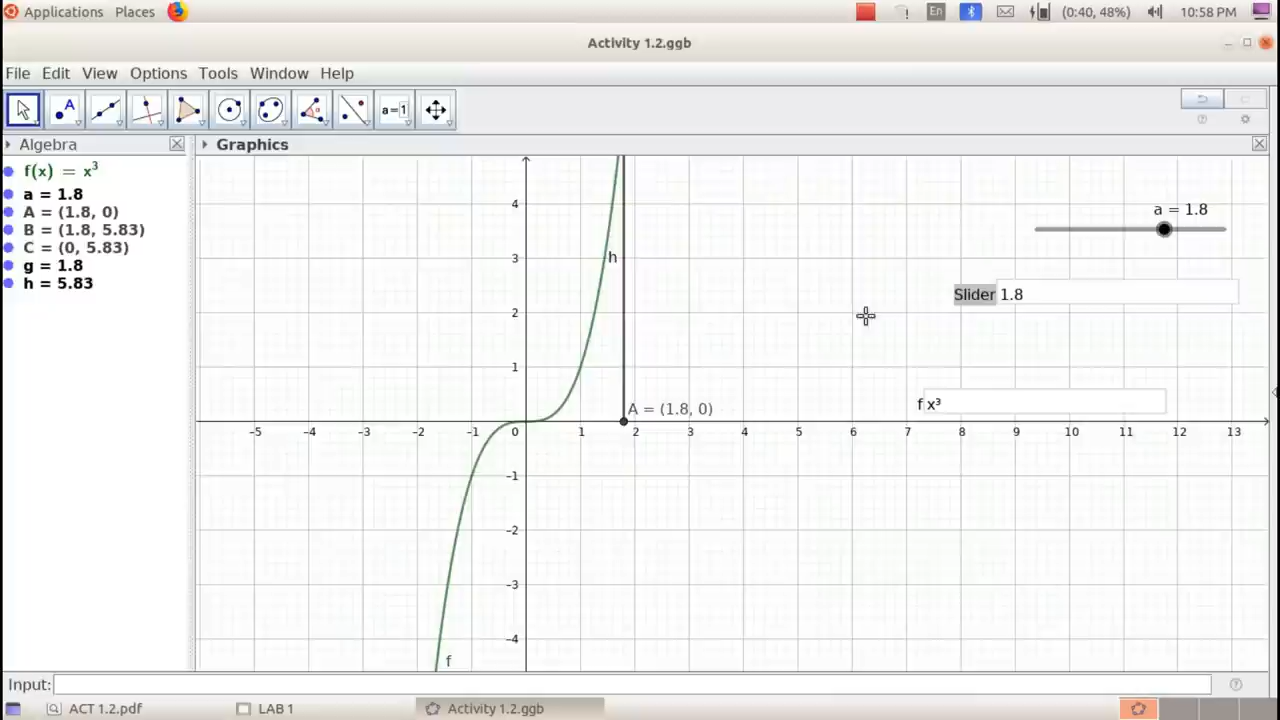 Applications Places En (0:40, 48%) 10:58 PM
Activity 1.2.ggb
File Edit View Options Tools Window Help
A a=1
Algebra Graphics
f(x) = x³
a = 1.8
A = (1.8, 0)
B = (1.8, 5.83)
C = (0, 5.83)
g = 1.8
h = 5.83
a = 1.8
Slider 1.8
f x³
h
A = (1.8, 0)
f
4
3
2
1
-5 -4 -3 -2 -1 0 1 2 3 4 5 6 7 8 9 10 11 12 13
-1
-2
-3
-4
Input:
ACT 1.2.pdf LAB 1 Activity 1.2.ggb